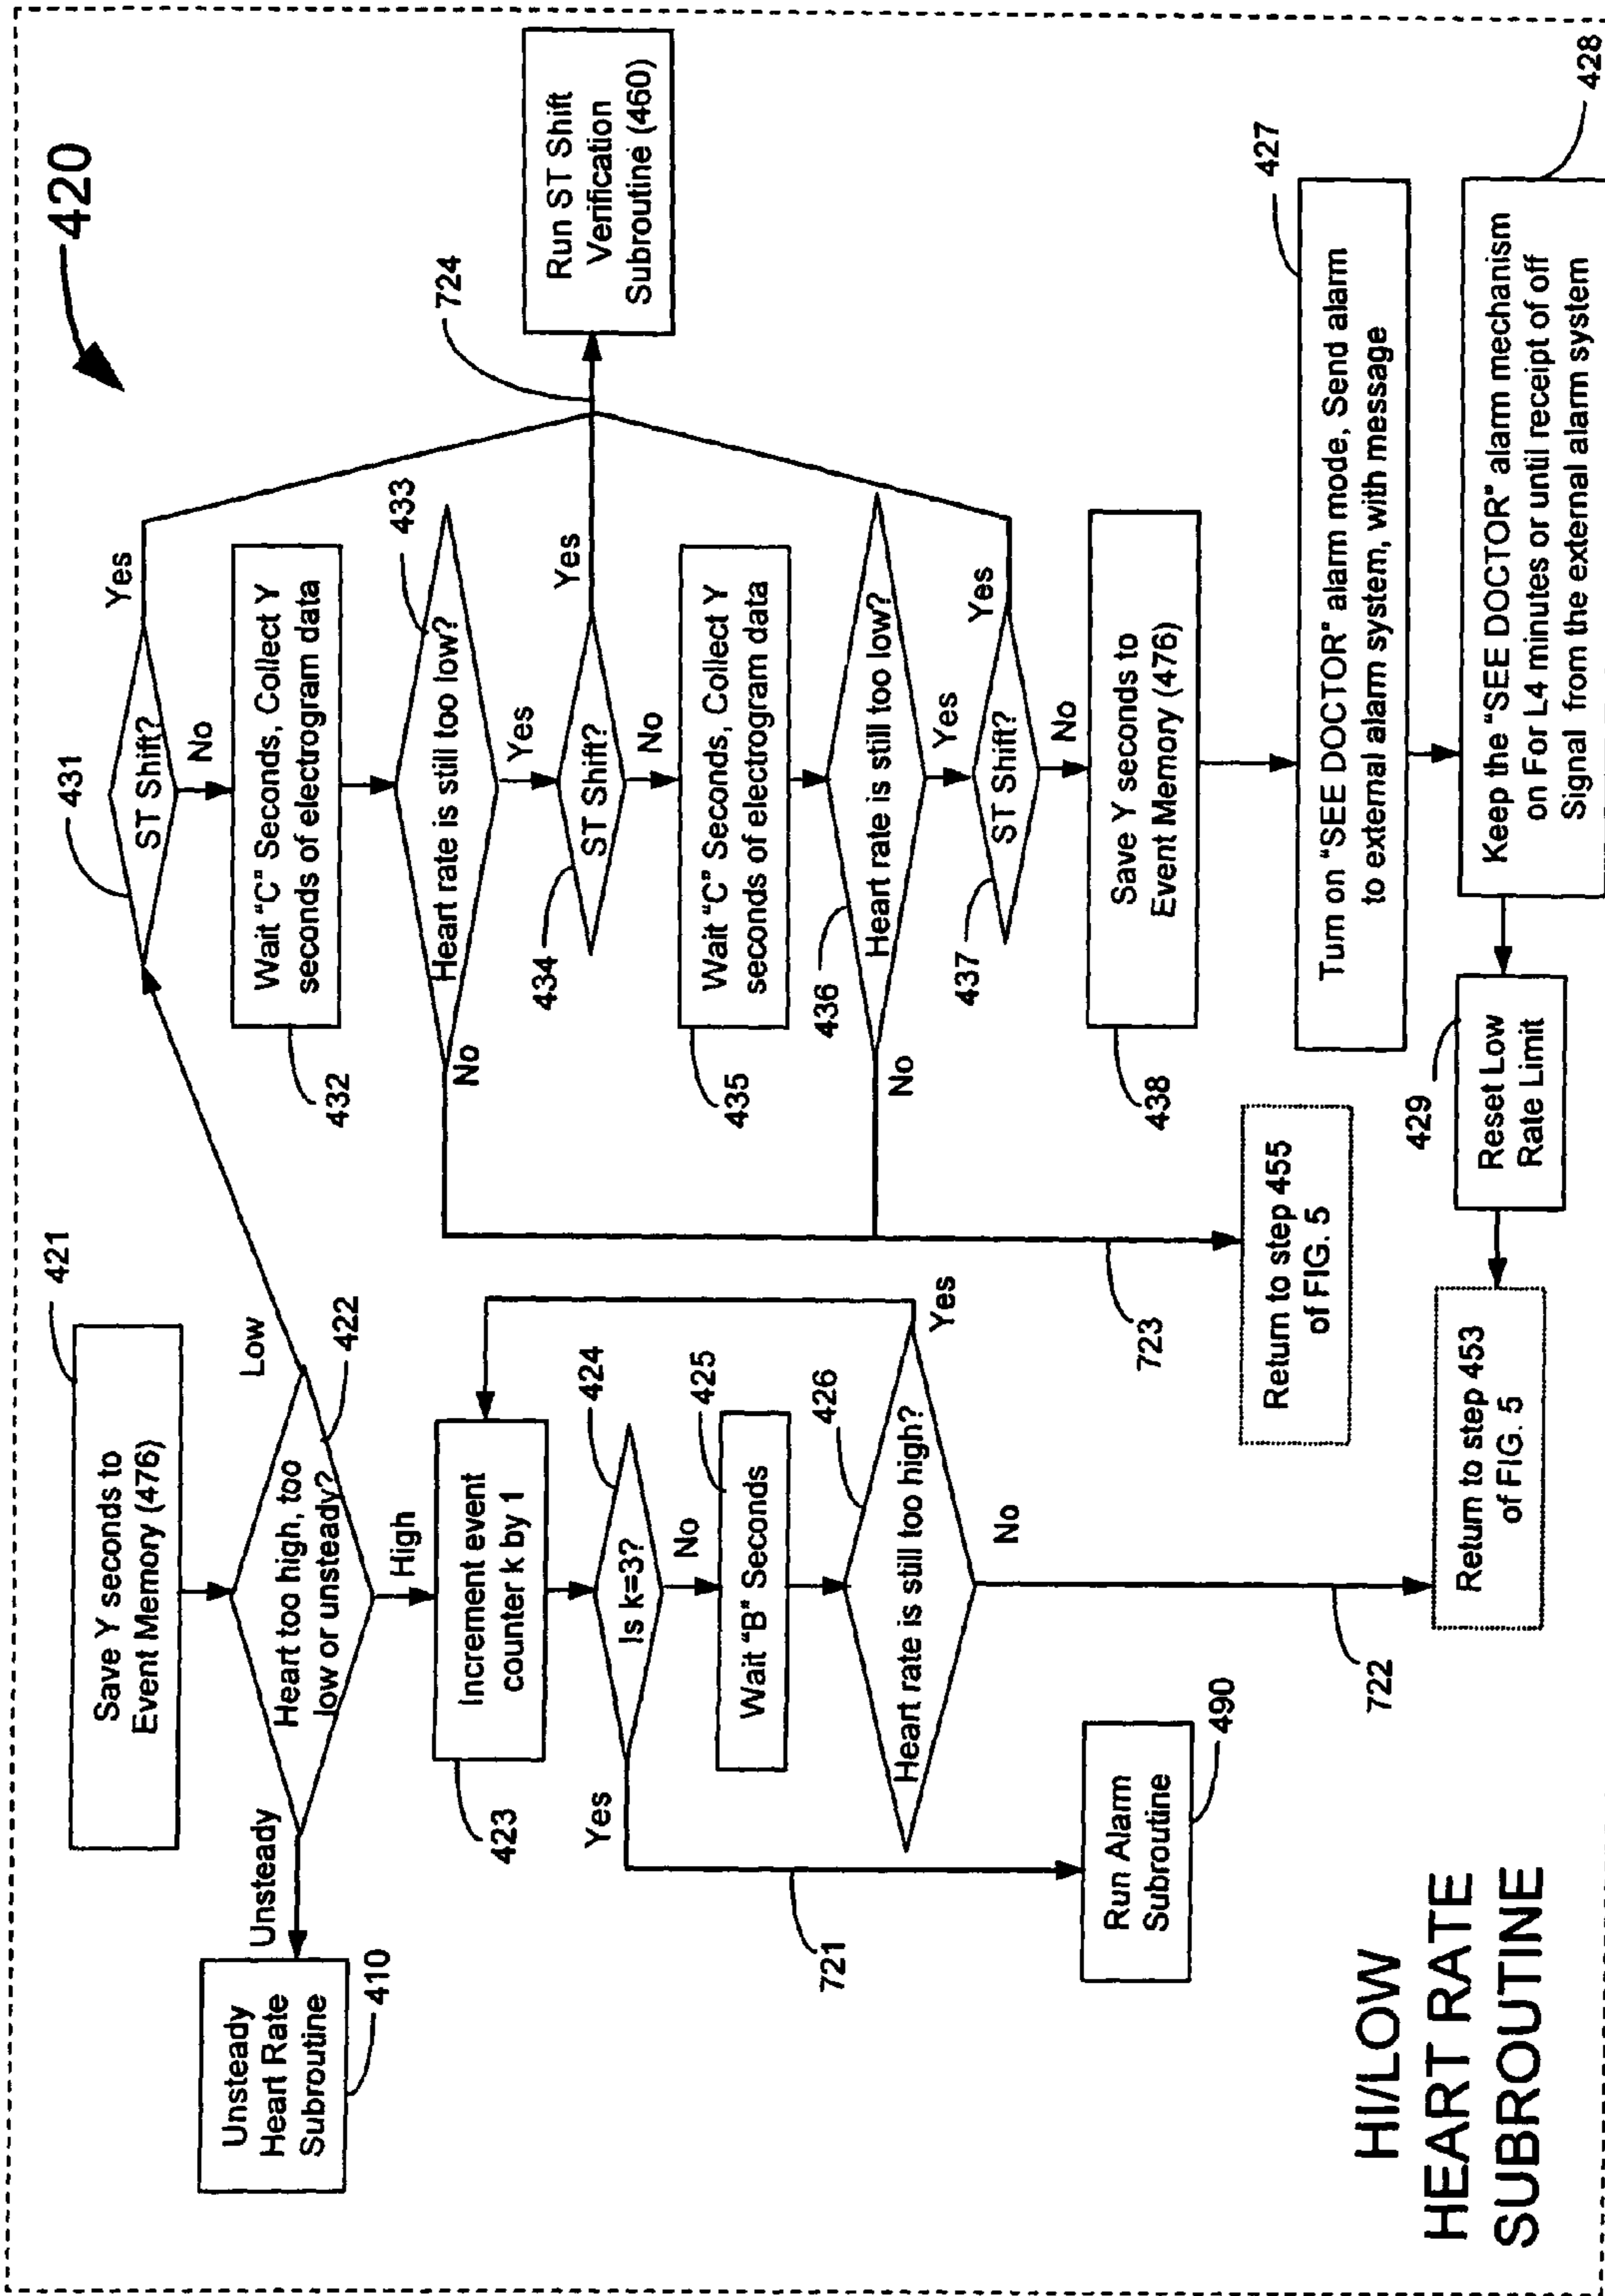 420
421
Save Y seconds to
Event Memory (476)
Unsteady
Heart Rate
Subroutine
410
Unsteady
Heart too high, too
low or unsteady?
422
Low
High
Increment event
counter k by 1
423
Is k=3?
424
Yes
No
Wait "B" Seconds
425
Heart rate is still too high?
426
Yes
No
721
Run Alarm
Subroutine
490
722
Return to step 453
of FIG. 5
431
ST Shift?
Yes
No
Wait "C" Seconds, Collect Y
seconds of electrogram data
432
Heart rate is still too low?
433
No
Yes
ST Shift?
434
Yes
No
Wait "C" Seconds, Collect Y
seconds of electrogram data
435
Heart rate is still too low?
436
No
Yes
ST Shift?
437
Yes
No
Save Y seconds to
Event Memory (476)
438
723
Return to step 455
of FIG. 5
724
Run ST Shift
Verification
Subroutine (460)
427
Turn on "SEE DOCTOR" alarm mode, Send alarm
to external alarm system, with message
428
Keep the "SEE DOCTOR" alarm mechanism
on For L4 minutes or until receipt of off
Signal from the external alarm system
429
Reset Low
Rate Limit
HI/LOW
HEART RATE
SUBROUTINE